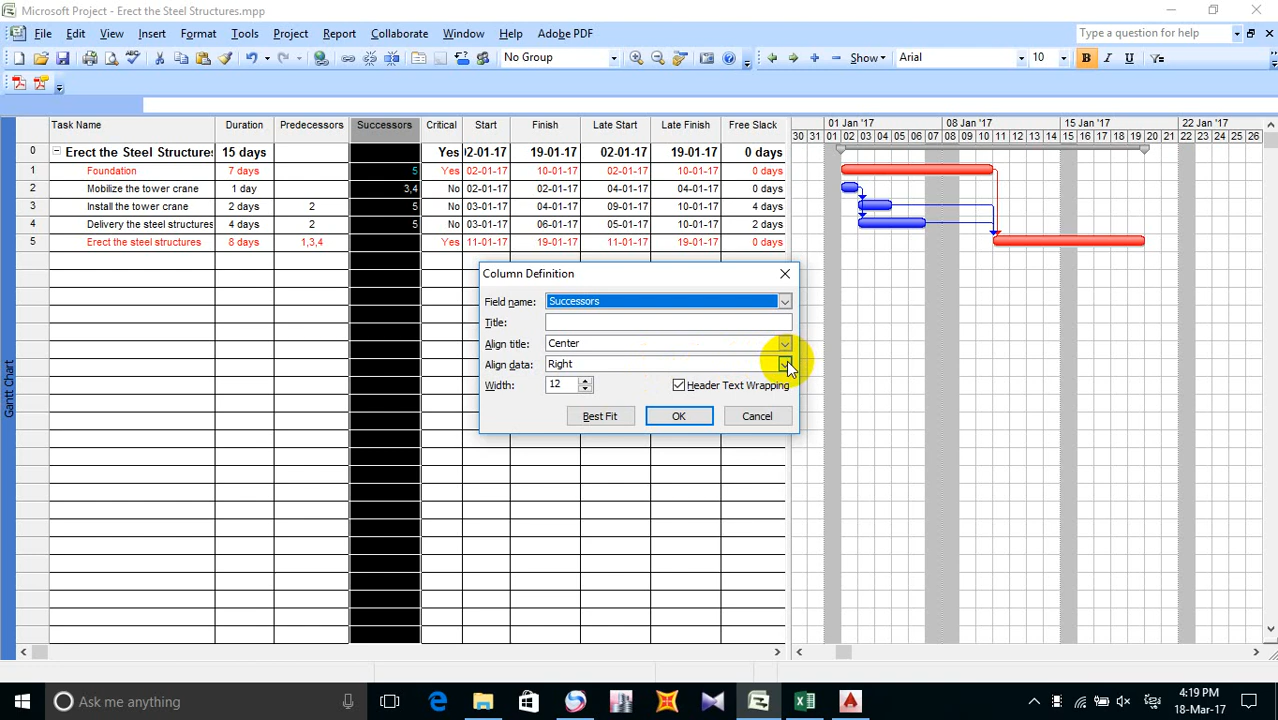 Microsoft Project - Erect the Steel Structures.mpp
File Edit View Insert Format Tools Project Report Collaborate Window Help Adobe PDF Type a question for help
No Group Show Arial 10 B I U
Task Name Duration Predecessors Successors Critical Start Finish Late Start Late Finish Free Slack
01 Jan '17 08 Jan '17 15 Jan '17 22 Jan '17
30 31 01 02 03 04 05 06 07 08 09 10 11 12 13 14 15 16 17 18 19 20 21 22 23 24 25 26
0 Erect the Steel Structures 15 days Yes 02-01-17 19-01-17 02-01-17 19-01-17 0 days
1 Foundation 7 days 5 Yes 02-01-17 10-01-17 02-01-17 10-01-17 0 days
2 Mobilize the tower crane 1 day 3,4 No 02-01-17 02-01-17 04-01-17 04-01-17 0 days
3 Install the tower crane 2 days 2 5 No 03-01-17 04-01-17 09-01-17 10-01-17 4 days
4 Delivery the steel structures 4 days 2 5 No 03-01-17 06-01-17 05-01-17 10-01-17 2 days
5 Erect the steel structures 8 days 1,3,4 Yes 11-01-17 19-01-17 11-01-17 19-01-17 0 days
Gantt Chart
Column Definition
Field name: Successors
Title:
Align title: Center
Align data: Right
Width: 12 Header Text Wrapping
Best Fit OK Cancel
Ask me anything
4:19 PM
18-Mar-17